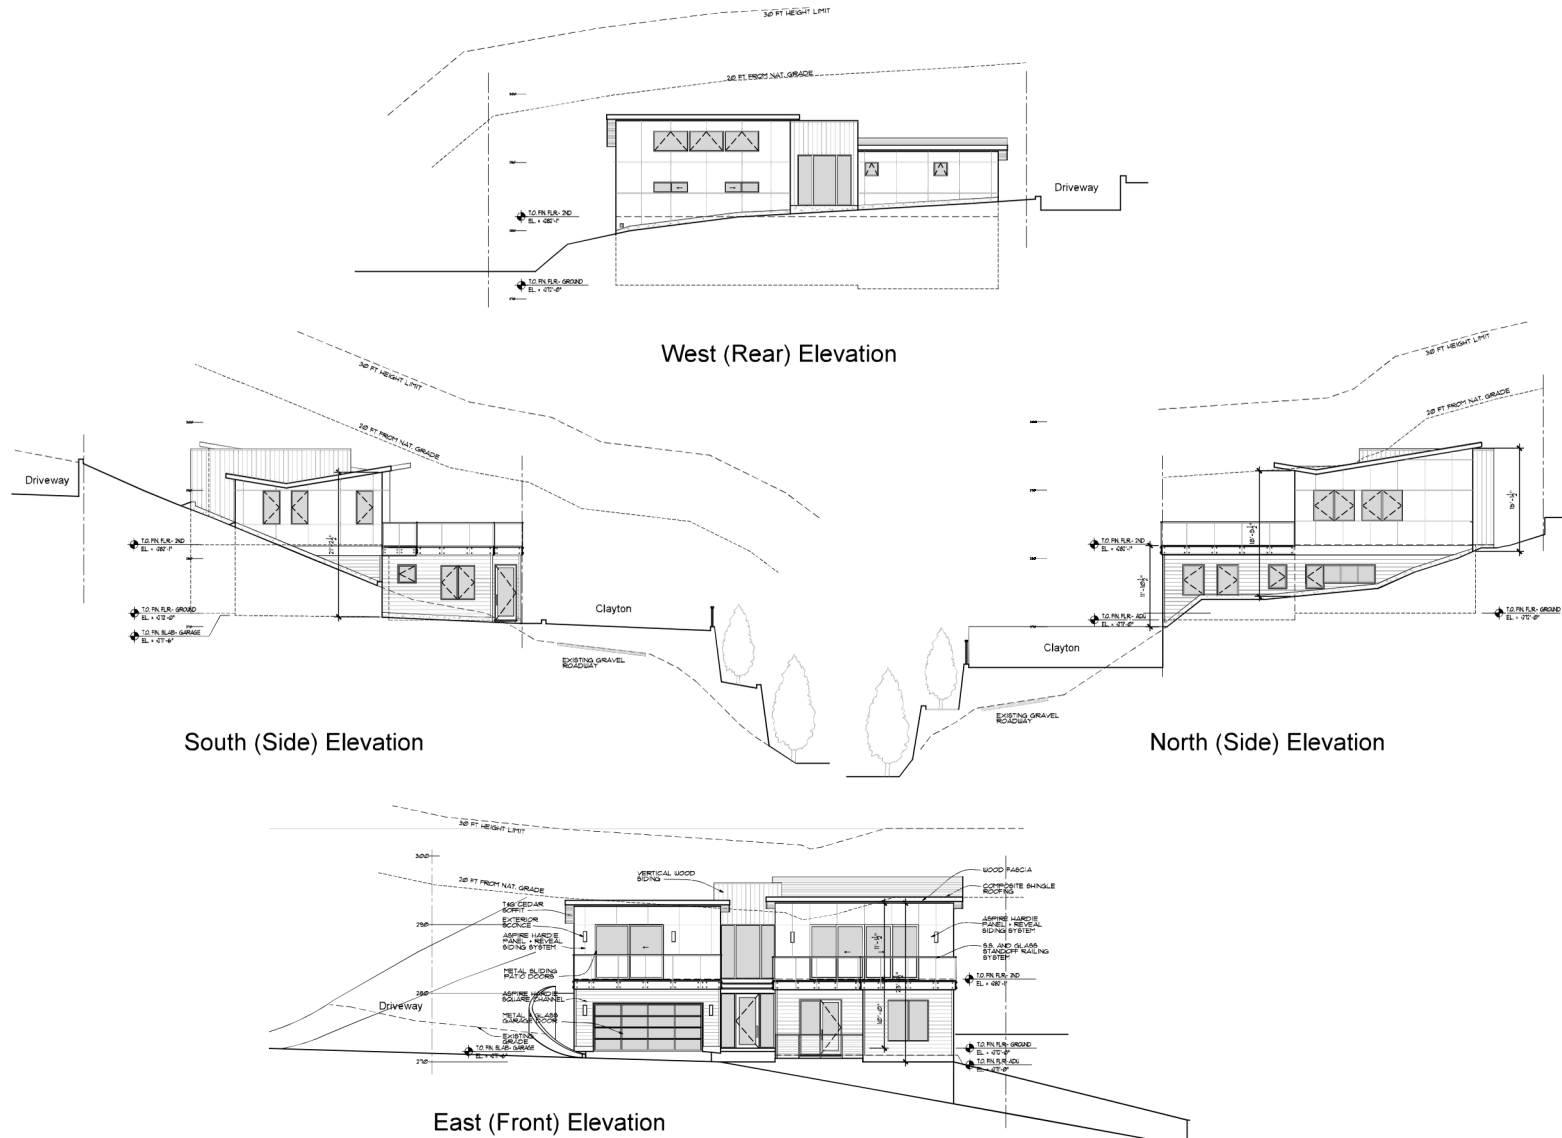 30 FT HEIGHT LIMIT
20 FT FROM NAT. GRADE
Driveway
T.O. FIN. FLR.- 2ND
T.O. FIN. FLR.- GROUND
West (Rear) Elevation
30 FT HEIGHT LIMIT
20 FT FROM NAT. GRADE
Driveway
T.O. FIN. FLR.- 2ND
T.O. FIN. FLR.- GROUND
T.O. FIN. SLAB- GARAGE
Clayton
EXISTING GRAVEL
ROADWAY
South (Side) Elevation
30 FT HEIGHT LIMIT
20 FT FROM NAT. GRADE
T.O. FIN. FLR.- 2ND
T.O. FIN. FLR.- ADU
T.O. FIN. FLR.- GROUND
Clayton
EXISTING GRAVEL
ROADWAY
North (Side) Elevation
30 FT HEIGHT LIMIT
300
20 FT FROM NAT. GRADE
VERTICAL WOOD
SIDING
WOOD FASCIA
COMPOSITE SHINGLE
ROOFING
T&G CEDAR
SOFFIT
290
EXTERIOR
SCONCE
ASPIRE HARDIE
PANEL + REVEAL
SIDING SYSTEM
ASPIRE HARDIE
PANEL + REVEAL
SIDING SYSTEM
S.S. AND GLASS
STANDOFF RAILING
SYSTEM
METAL SLIDING
PATIO DOORS
T.O. FIN. FLR.- 2ND
280
ASPIRE HARDIE
SQUARE CHANNEL
Driveway
METAL & GLASS
GARAGE DOOR
EXISTING
GRADE
T.O. FIN. SLAB- GARAGE
T.O. FIN. FLR.- GROUND
270
T.O. FIN. FLR.-ADU
East (Front) Elevation